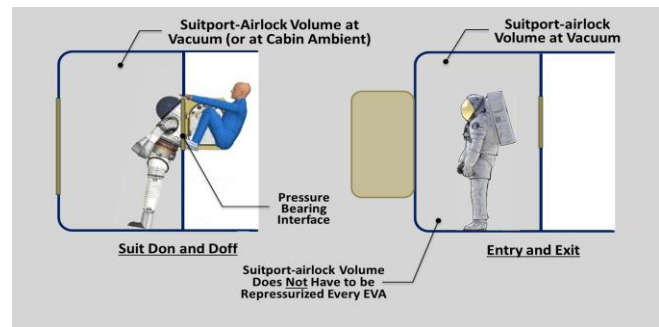 Suitport-Airlock Volume at
Vacuum (or at Cabin Ambient)
Suitport-airlock
Volume at Vacuum
Pressure
Bearing
Interface
Suit Don and Doff
Entry and Exit
Suitport-airlock Volume
Does Not Have to be
Repressurized Every EVA